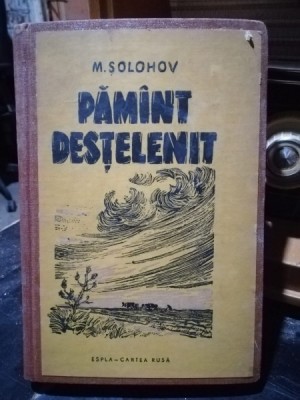 M. ȘOLOHOV
PĂMÎNT
DESȚELENIT
ESPLA-CARTEA RUSĂ